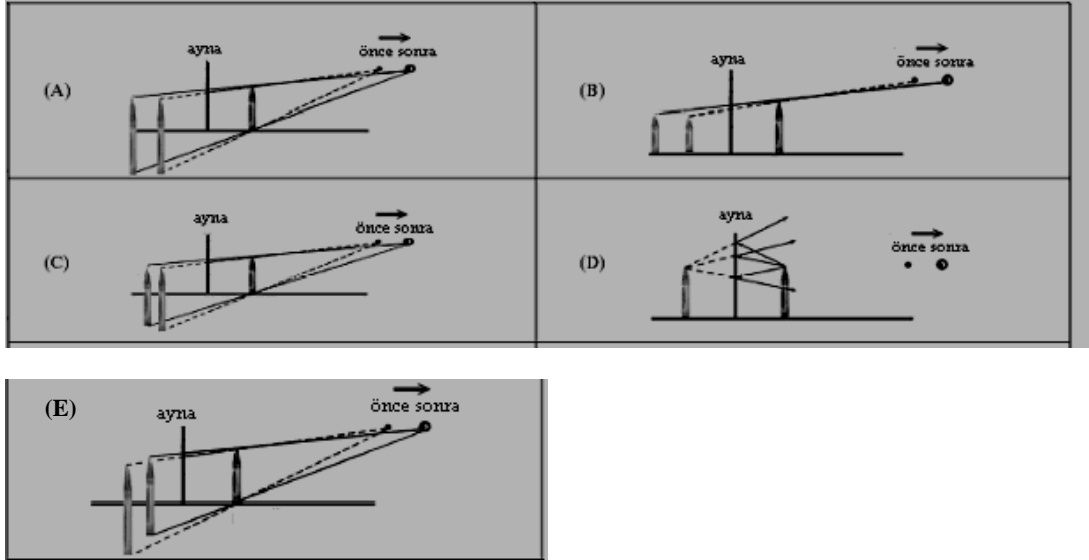 (A)
ayna
önce sonra
(B)
ayna
önce sonra
(C)
ayna
önce sonra
(D)
ayna
önce sonra
(E)
ayna
önce sonra